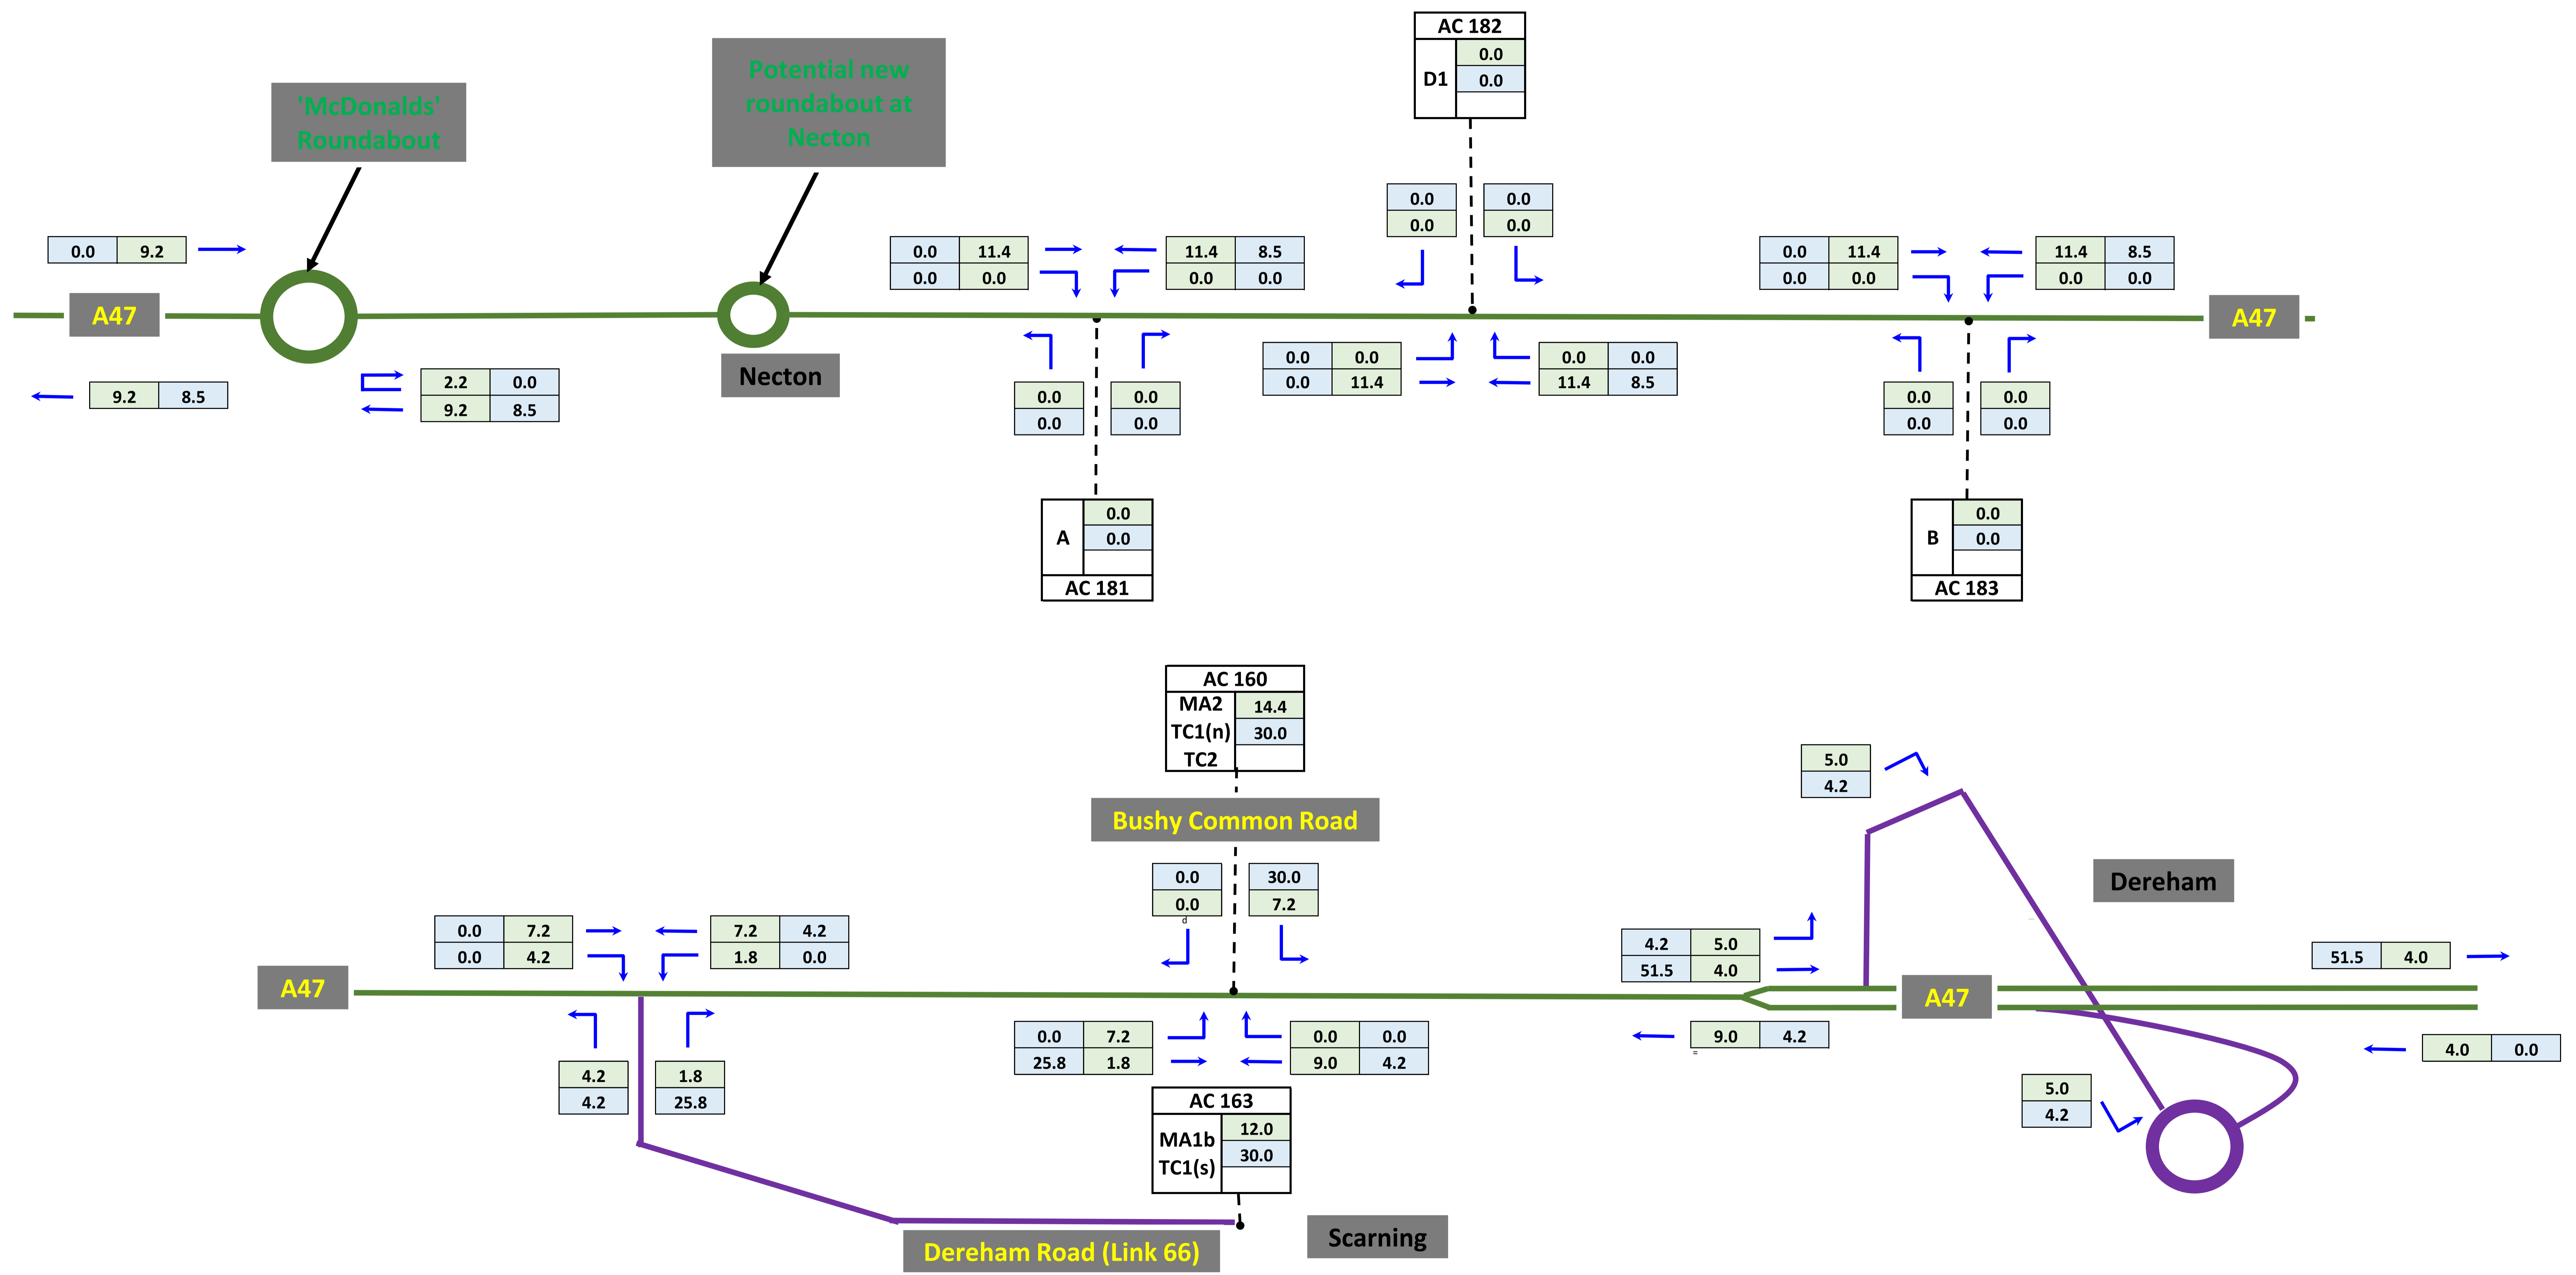 AC 182
0.0
D1
0.0
'McDonalds'
Roundabout
Potential new
roundabout at
Necton
0.0
0.0
0.0
0.0
0.0 9.2
0.0 11.4
0.0 0.0
11.4 8.5
0.0 0.0
0.0 11.4
0.0 0.0
11.4 8.5
0.0 0.0
A47
A47
Necton
9.2 8.5
2.2 0.0
9.2 8.5
0.0
0.0
0.0
0.0
0.0 0.0
0.0 11.4
0.0 0.0
11.4 8.5
0.0
0.0
0.0
0.0
A
0.0
0.0
AC 181
B
0.0
0.0
AC 183
AC 160
MA2 14.4
TC1(n) 30.0
TC2
Bushy Common Road
0.0
0.0
d
30.0
7.2
5.0
4.2
Dereham
0.0 7.2
0.0 4.2
7.2 4.2
1.8 0.0
4.2 5.0
51.5 4.0
51.5 4.0
A47
A47
4.2
4.2
1.8
25.8
0.0 7.2
25.8 1.8
0.0 0.0
9.0 4.2
9.0 4.2
=
4.0 0.0
5.0
4.2
AC 163
MA1b 12.0
TC1(s) 30.0
Scarning
Dereham Road (Link 66)